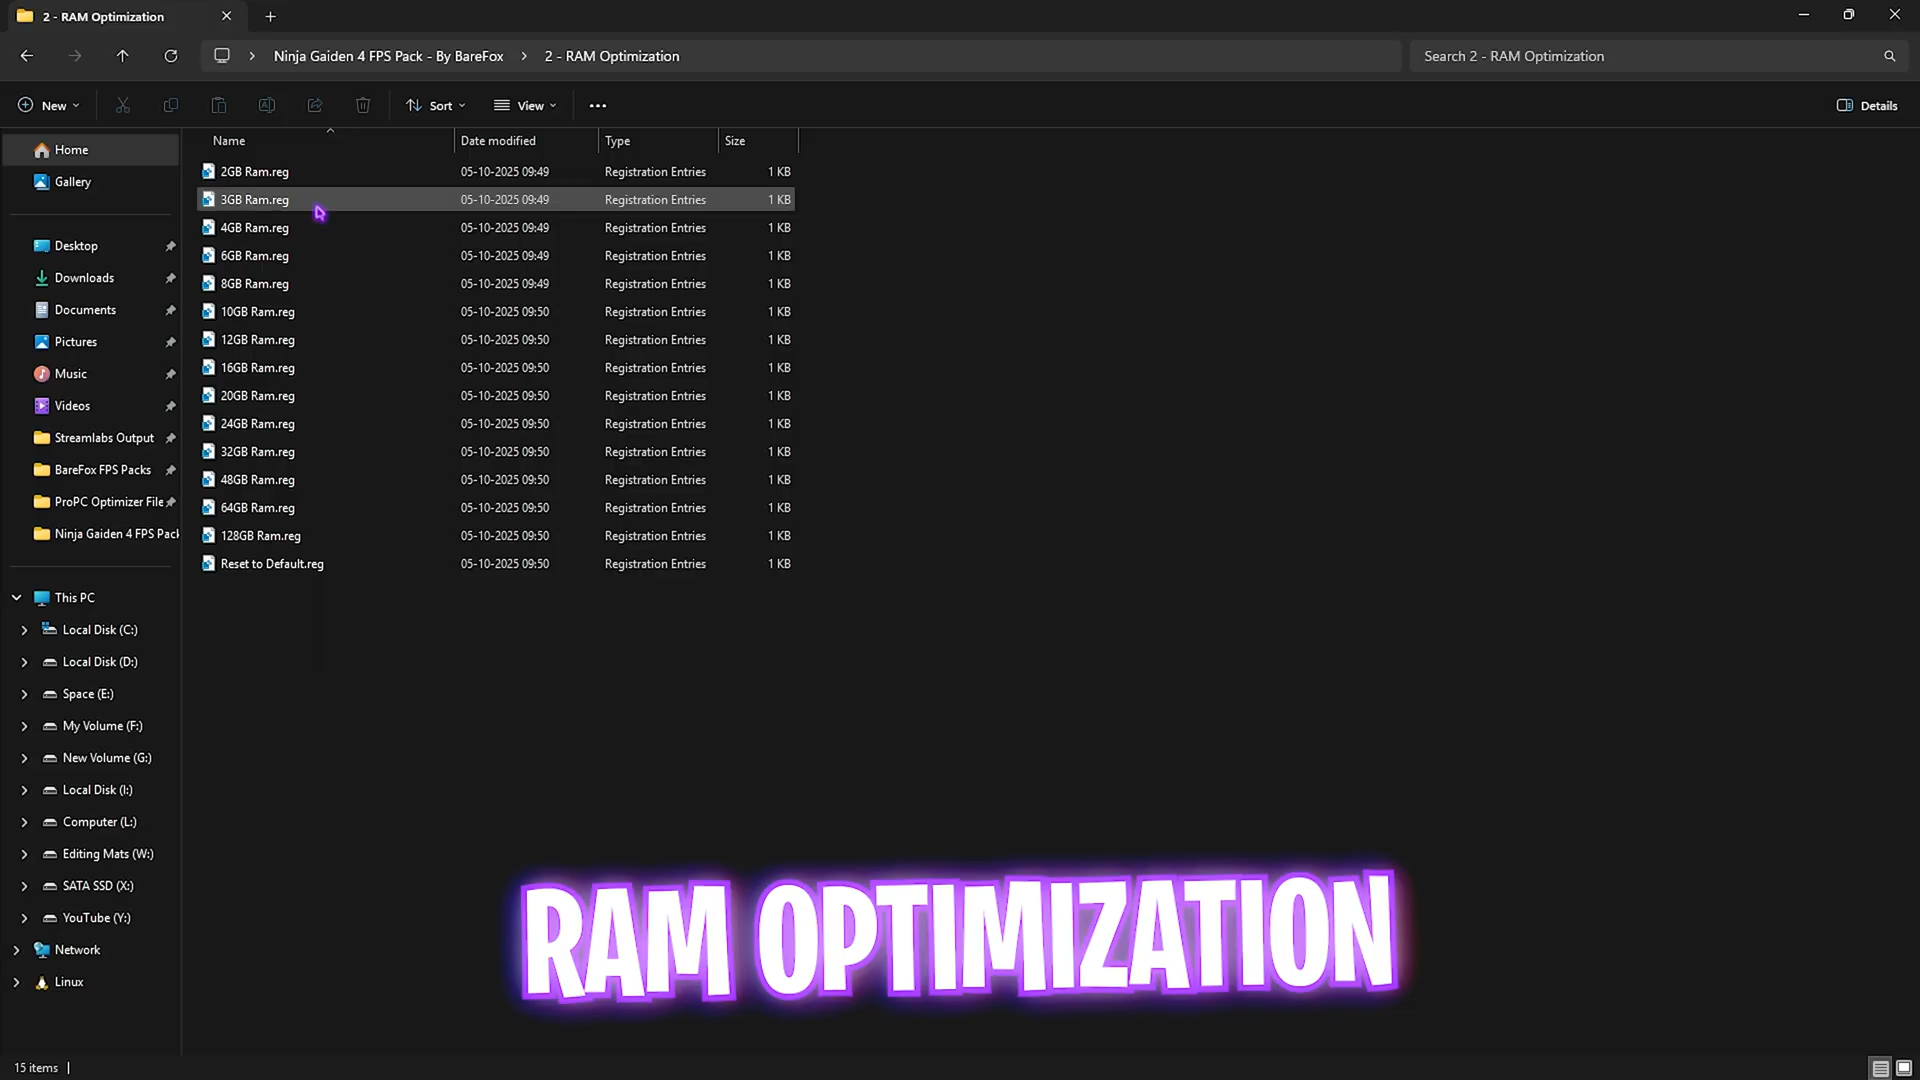 2 - RAM Optimization
Ninja Gaiden 4 FPS Pack - By BareFox
2 - RAM Optimization
Search 2 - RAM Optimization
New
Sort
View
Details
Name
Date modified
Type
Size
Home
Gallery
Desktop
Downloads
Documents
Pictures
Music
Videos
Streamlabs Output
BareFox FPS Packs
ProPC Optimizer File
Ninja Gaiden 4 FPS Pack
This PC
Local Disk (C:)
Local Disk (D:)
Space (E:)
My Volume (F:)
New Volume (G:)
Local Disk (I:)
Computer (L:)
Editing Mats (W:)
SATA SSD (X:)
YouTube (Y:)
Network
Linux
2GB Ram.reg 05-10-2025 09:49 Registration Entries 1 KB
3GB Ram.reg 05-10-2025 09:49 Registration Entries 1 KB
4GB Ram.reg 05-10-2025 09:49 Registration Entries 1 KB
6GB Ram.reg 05-10-2025 09:49 Registration Entries 1 KB
8GB Ram.reg 05-10-2025 09:49 Registration Entries 1 KB
10GB Ram.reg 05-10-2025 09:50 Registration Entries 1 KB
12GB Ram.reg 05-10-2025 09:50 Registration Entries 1 KB
16GB Ram.reg 05-10-2025 09:50 Registration Entries 1 KB
20GB Ram.reg 05-10-2025 09:50 Registration Entries 1 KB
24GB Ram.reg 05-10-2025 09:50 Registration Entries 1 KB
32GB Ram.reg 05-10-2025 09:50 Registration Entries 1 KB
48GB Ram.reg 05-10-2025 09:50 Registration Entries 1 KB
64GB Ram.reg 05-10-2025 09:50 Registration Entries 1 KB
128GB Ram.reg 05-10-2025 09:50 Registration Entries 1 KB
Reset to Default.reg 05-10-2025 09:50 Registration Entries 1 KB
RAM OPTIMIZATION
15 items